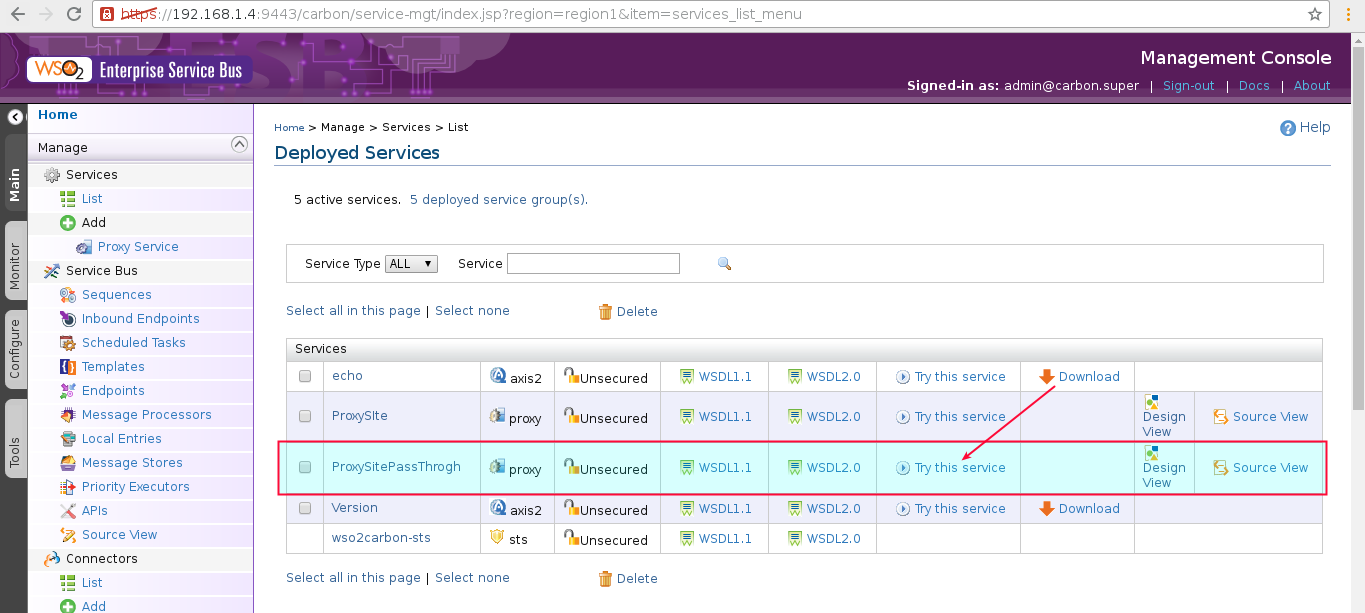 https://192.168.1.4:9443/carbon/service-mgt/index.jsp?region=region1&item=services_list_menu
WSO2 Enterprise Service Bus
Management Console
Signed-in as: admin@carbon.super | Sign-out | Docs | About
Main
Monitor
Configure
Tools
Home
Manage
Services
List
Add
Proxy Service
Service Bus
Sequences
Inbound Endpoints
Scheduled Tasks
Templates
Endpoints
Message Processors
Local Entries
Message Stores
Priority Executors
APIs
Source View
Connectors
List
Add
Home > Manage > Services > List
Help
Deployed Services
5 active services. 5 deployed service group(s).
Service Type ALL Service
Select all in this page | Select none Delete
Services
echo axis2 Unsecured WSDL1.1 WSDL2.0 Try this service Download
ProxySIte proxy Unsecured WSDL1.1 WSDL2.0 Try this service Design View Source View
ProxySitePassThrogh proxy Unsecured WSDL1.1 WSDL2.0 Try this service Design View Source View
Version axis2 Unsecured WSDL1.1 WSDL2.0 Try this service Download
wso2carbon-sts sts Unsecured WSDL1.1 WSDL2.0
Select all in this page | Select none Delete